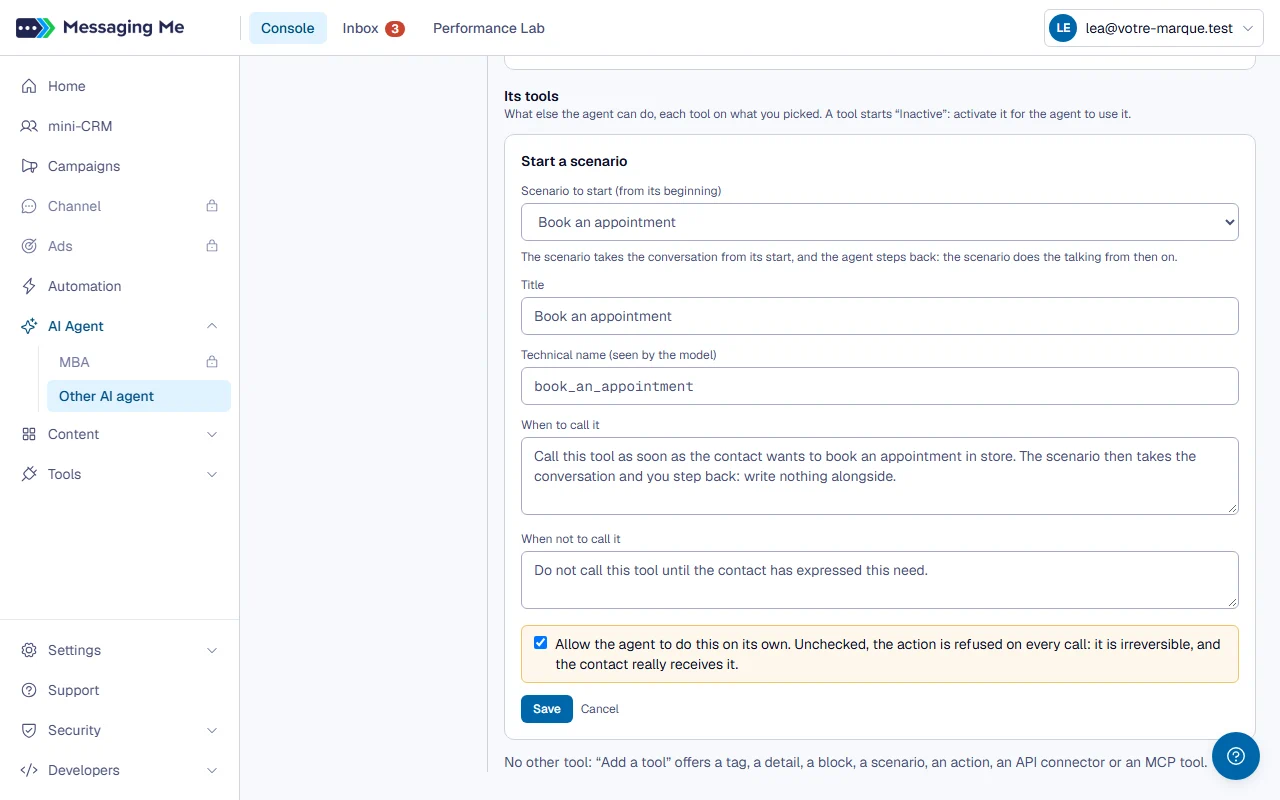 Messaging Me
Console
Inbox 3
Performance Lab
LE lea@votre-marque.test
Home
mini-CRM
Campaigns
Channel
Ads
Automation
AI Agent
MBA
Other AI agent
Content
Tools
Settings
Support
Security
Developers
Its tools
What else the agent can do, each tool on what you picked. A tool starts “Inactive”: activate it for the agent to use it.
Start a scenario
Scenario to start (from its beginning)
Book an appointment
The scenario takes the conversation from its start, and the agent steps back: the scenario does the talking from then on.
Title
Book an appointment
Technical name (seen by the model)
book_an_appointment
When to call it
Call this tool as soon as the contact wants to book an appointment in store. The scenario then takes the
conversation and you step back: write nothing alongside.
When not to call it
Do not call this tool until the contact has expressed this need.
Allow the agent to do this on its own. Unchecked, the action is refused on every call: it is irreversible, and
the contact really receives it.
Save
Cancel
No other tool: “Add a tool” offers a tag, a detail, a block, a scenario, an action, an API connector or an MCP tool.